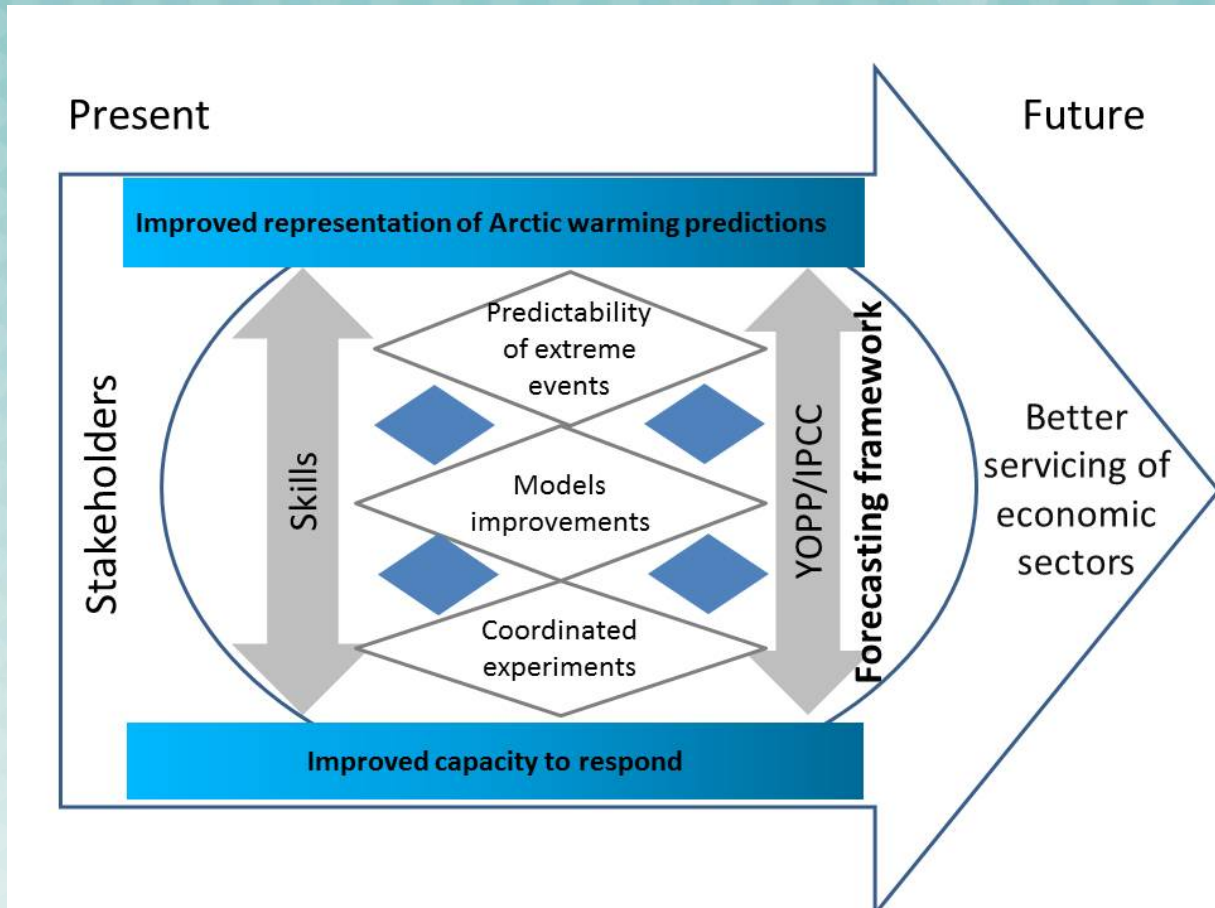 Present
Future
Improved representation of Arctic warming predictions
Stakeholders
Skills
Predictability
of extreme
events
Models
improvements
Coordinated
experiments
YOPP/IPCC
Forecasting framework
Better
servicing of
economic
sectors
Improved capacity to respond